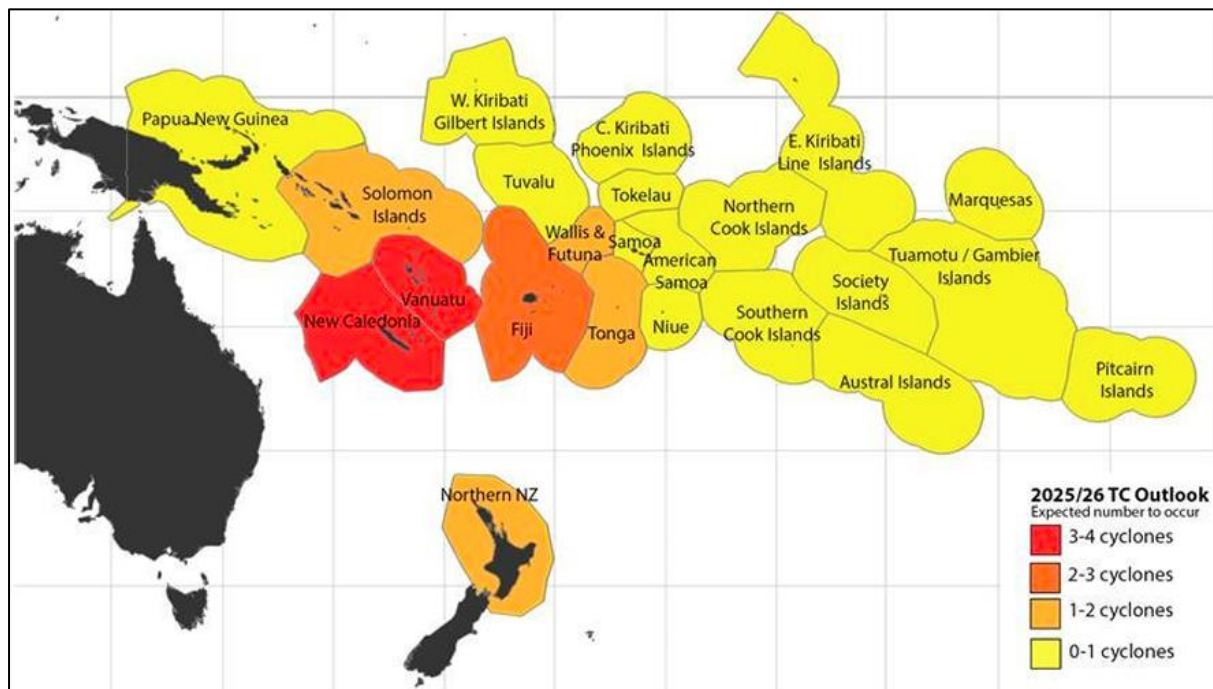 Papua New Guinea
W. Kiribati
Gilbert Islands
C. Kiribati
Phoenix Islands
E. Kiribati
Line Islands
Solomon
Islands
Tuvalu
Tokelau
Marquesas
Northern
Cook Islands
Wallis &
Futuna
Samoa
American
Samoa
Tuamotu / Gambier
Islands
Society
Islands
Vanuatu
New Caledonia
Fiji
Tonga
Niue
Southern
Cook Islands
Austral Islands
Pitcairn
Islands
Northern NZ
2025/26 TC Outlook
Expected number to occur
3-4 cyclones
2-3 cyclones
1-2 cyclones
0-1 cyclones